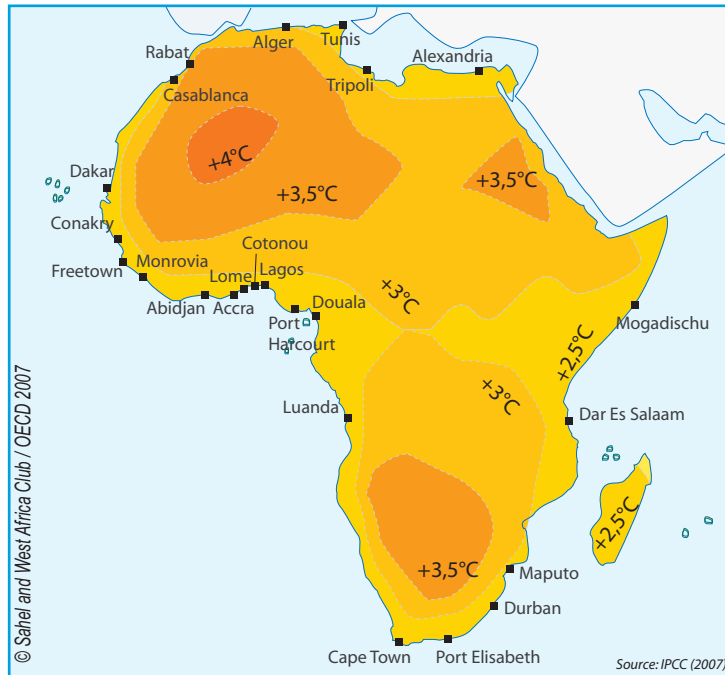 Tunis
Alger
Alexandria
Rabat
Tripoli
Casablanca
+4°C
Dakar
+3,5°C
+3,5°C
Conakry
Cotonou
Monrovia
Freetown
Lome
Lagos
+3°C
Abidjan
Accra
Port
Harcourt
Douala
Mogadischu
+2,5°C
+3°C
Luanda
Dar Es Salaam
+2,5°C
+3,5°C
Maputo
Durban
Cape Town
Port Elisabeth
© Sahel and West Africa Club / OECD 2007
Source: IPCC (2007)